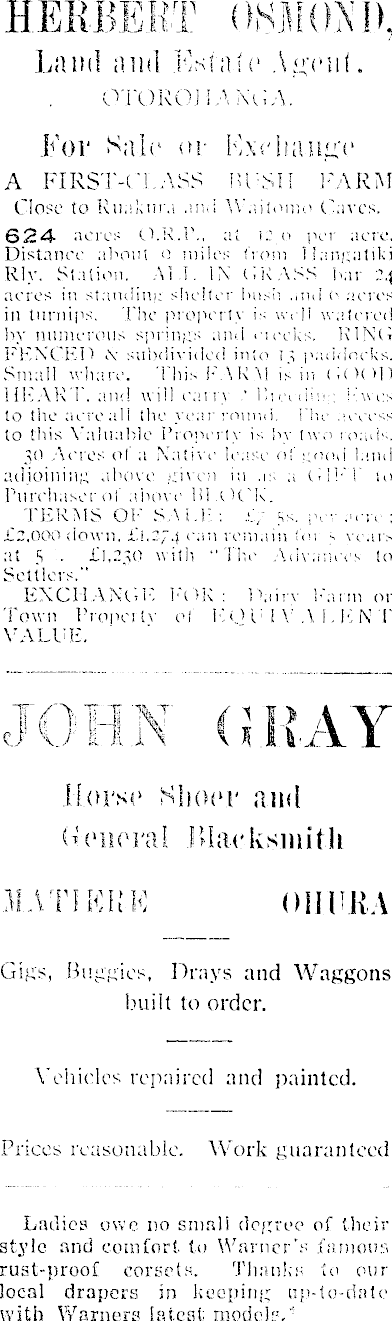 HERBERT OSMOND,
Land and Estate Agent.
OTOROHANGA.
For Sale or Exchange
A FIRST-CLASS BUSH FARM
Close to Ruakura and Waitomo Caves.
624 acres O.R.P., at 12/0 per acre.
Distance about 9 miles from Hangatiki
Rly. Station. ALL IN GRASS bar 24
acres in standing shelter bush and 6 acres
in turnips. The property is well watered
by numerous springs and creeks. RING
FENCED & subdivided into 13 paddocks.
Small whare. This FARM is in GOOD
HEART, and will carry 2 Breeding Ewes
to the acre all the year round. The access
to this Valuable Property is by two roads.
30 Acres of a Native lease of good land
adjoining above given in as a GIFT to
Purchaser of above BLOCK.
TERMS OF SALE: £7 5s. per acre;
£2,000 down, £1,274 can remain for 5 years
at 5 . £1,230 with "The Advances to
Settlers."
EXCHANGE FOR: Dairy Farm or
Town Property of EQUIVALENT
VALUE.
JOHN GRAY
Horse Shoer and
General Blacksmith
MATIERE OHURA
Gigs, Buggies, Drays and Waggons
built to order.
Vehicles repaired and painted.
Prices reasonable. Work guaranteed
Ladies owe no small degree of their
style and comfort to Warner's famous
rust-proof corsets. Thanks to our
local drapers in keeping up-to-date
with Warners latest models.*